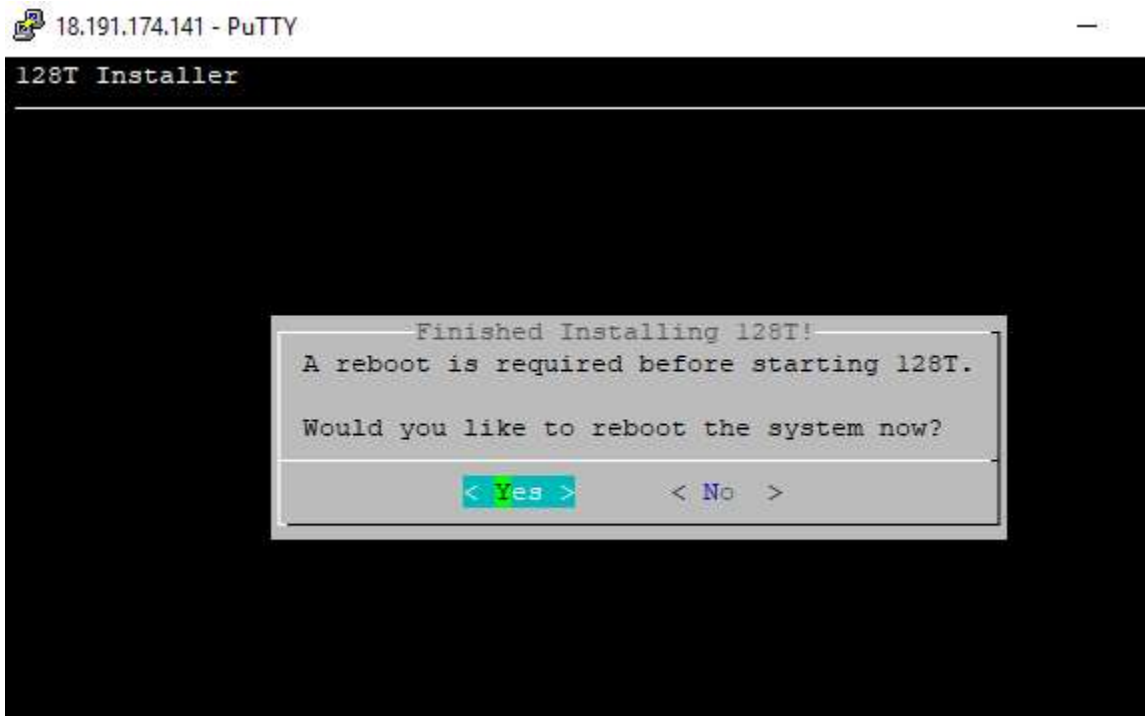 18.191.174.141 - PuTTY
128T Installer
Finished Installing 128T!
A reboot is required before starting 128T.
Would you like to reboot the system now?
< Yes > < No >